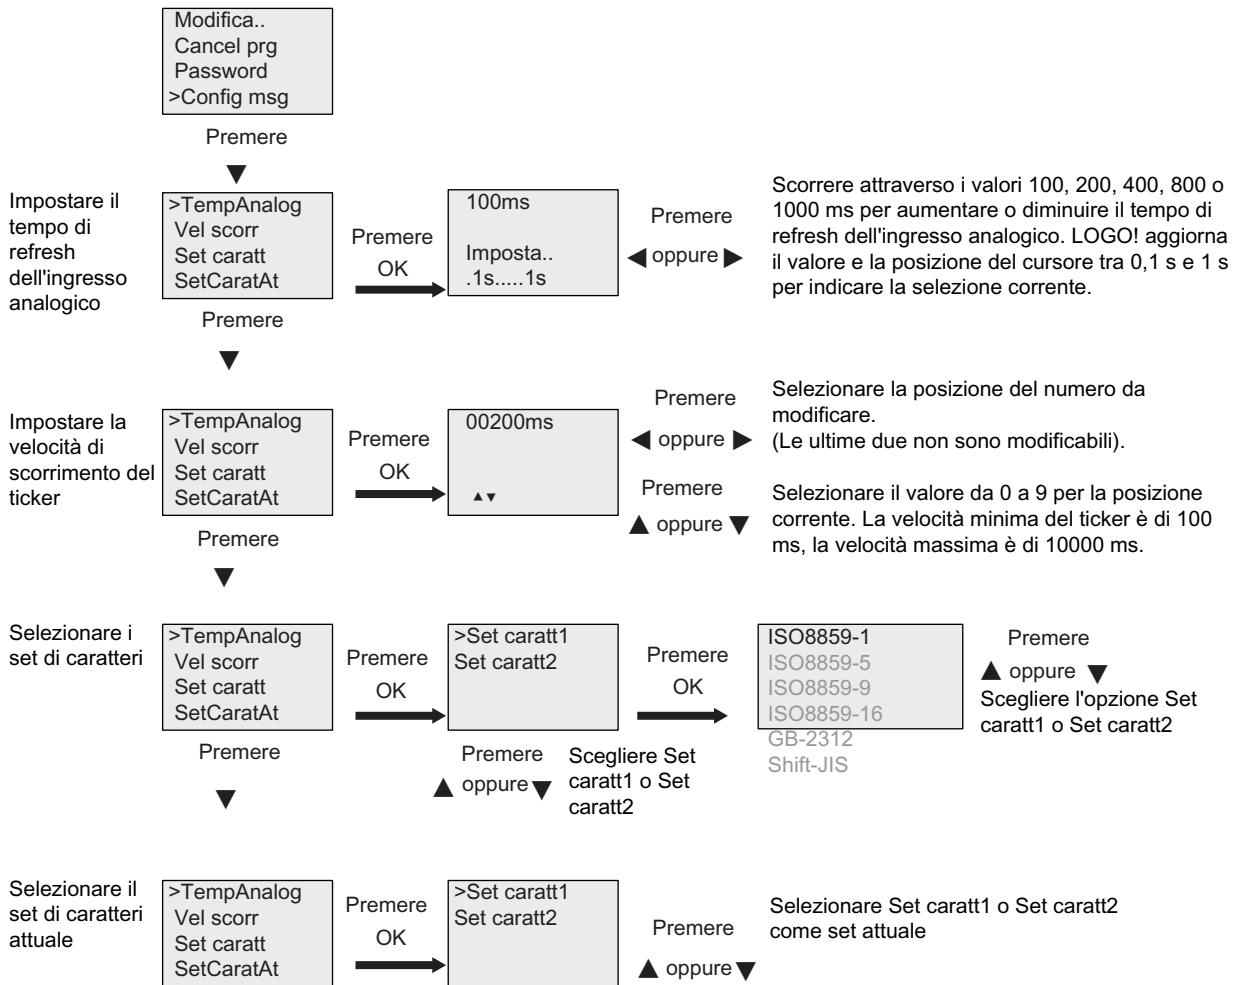 Modifica..
Cancel prg
Password
>Config msg
Premere
▼
Impostare il
tempo di
refresh
dell'ingresso
analogico
>TempAnalog
Vel scorr
Set caratt
SetCaratAt
Premere
OK
100ms
Imposta..
.1s.....1s
Premere
◀ oppure ▶
Scorrere attraverso i valori 100, 200, 400, 800 o
1000 ms per aumentare o diminuire il tempo di
refresh dell'ingresso analogico. LOGO! aggiorna
il valore e la posizione del cursore tra 0,1 s e 1 s
per indicare la selezione corrente.
Premere
▼
Impostare la
velocità di
scorrimento del
ticker
>TempAnalog
Vel scorr
Set caratt
SetCaratAt
Premere
OK
00200ms
▲▼
Premere
◀ oppure ▶
Selezionare la posizione del numero da
modificare.
(Le ultime due non sono modificabili).
Premere
▲ oppure ▼
Selezionare il valore da 0 a 9 per la posizione
corrente. La velocità minima del ticker è di 100
ms, la velocità massima è di 10000 ms.
Premere
▼
Selezionare i
set di caratteri
>TempAnalog
Vel scorr
Set caratt
SetCaratAt
Premere
OK
>Set caratt1
Set caratt2
Premere
▲ oppure ▼
Scegliere Set
caratt1 o Set
caratt2
Premere
OK
ISO8859-1
ISO8859-5
ISO8859-9
ISO8859-16
GB-2312
Shift-JIS
Premere
▲ oppure ▼
Scegliere l'opzione Set
caratt1 o Set caratt2
Premere
▼
Selezionare il
set di caratteri
attuale
>TempAnalog
Vel scorr
Set caratt
SetCaratAt
Premere
OK
>Set caratt1
Set caratt2
Premere
▲ oppure ▼
Selezionare Set caratt1 o Set caratt2
come set attuale